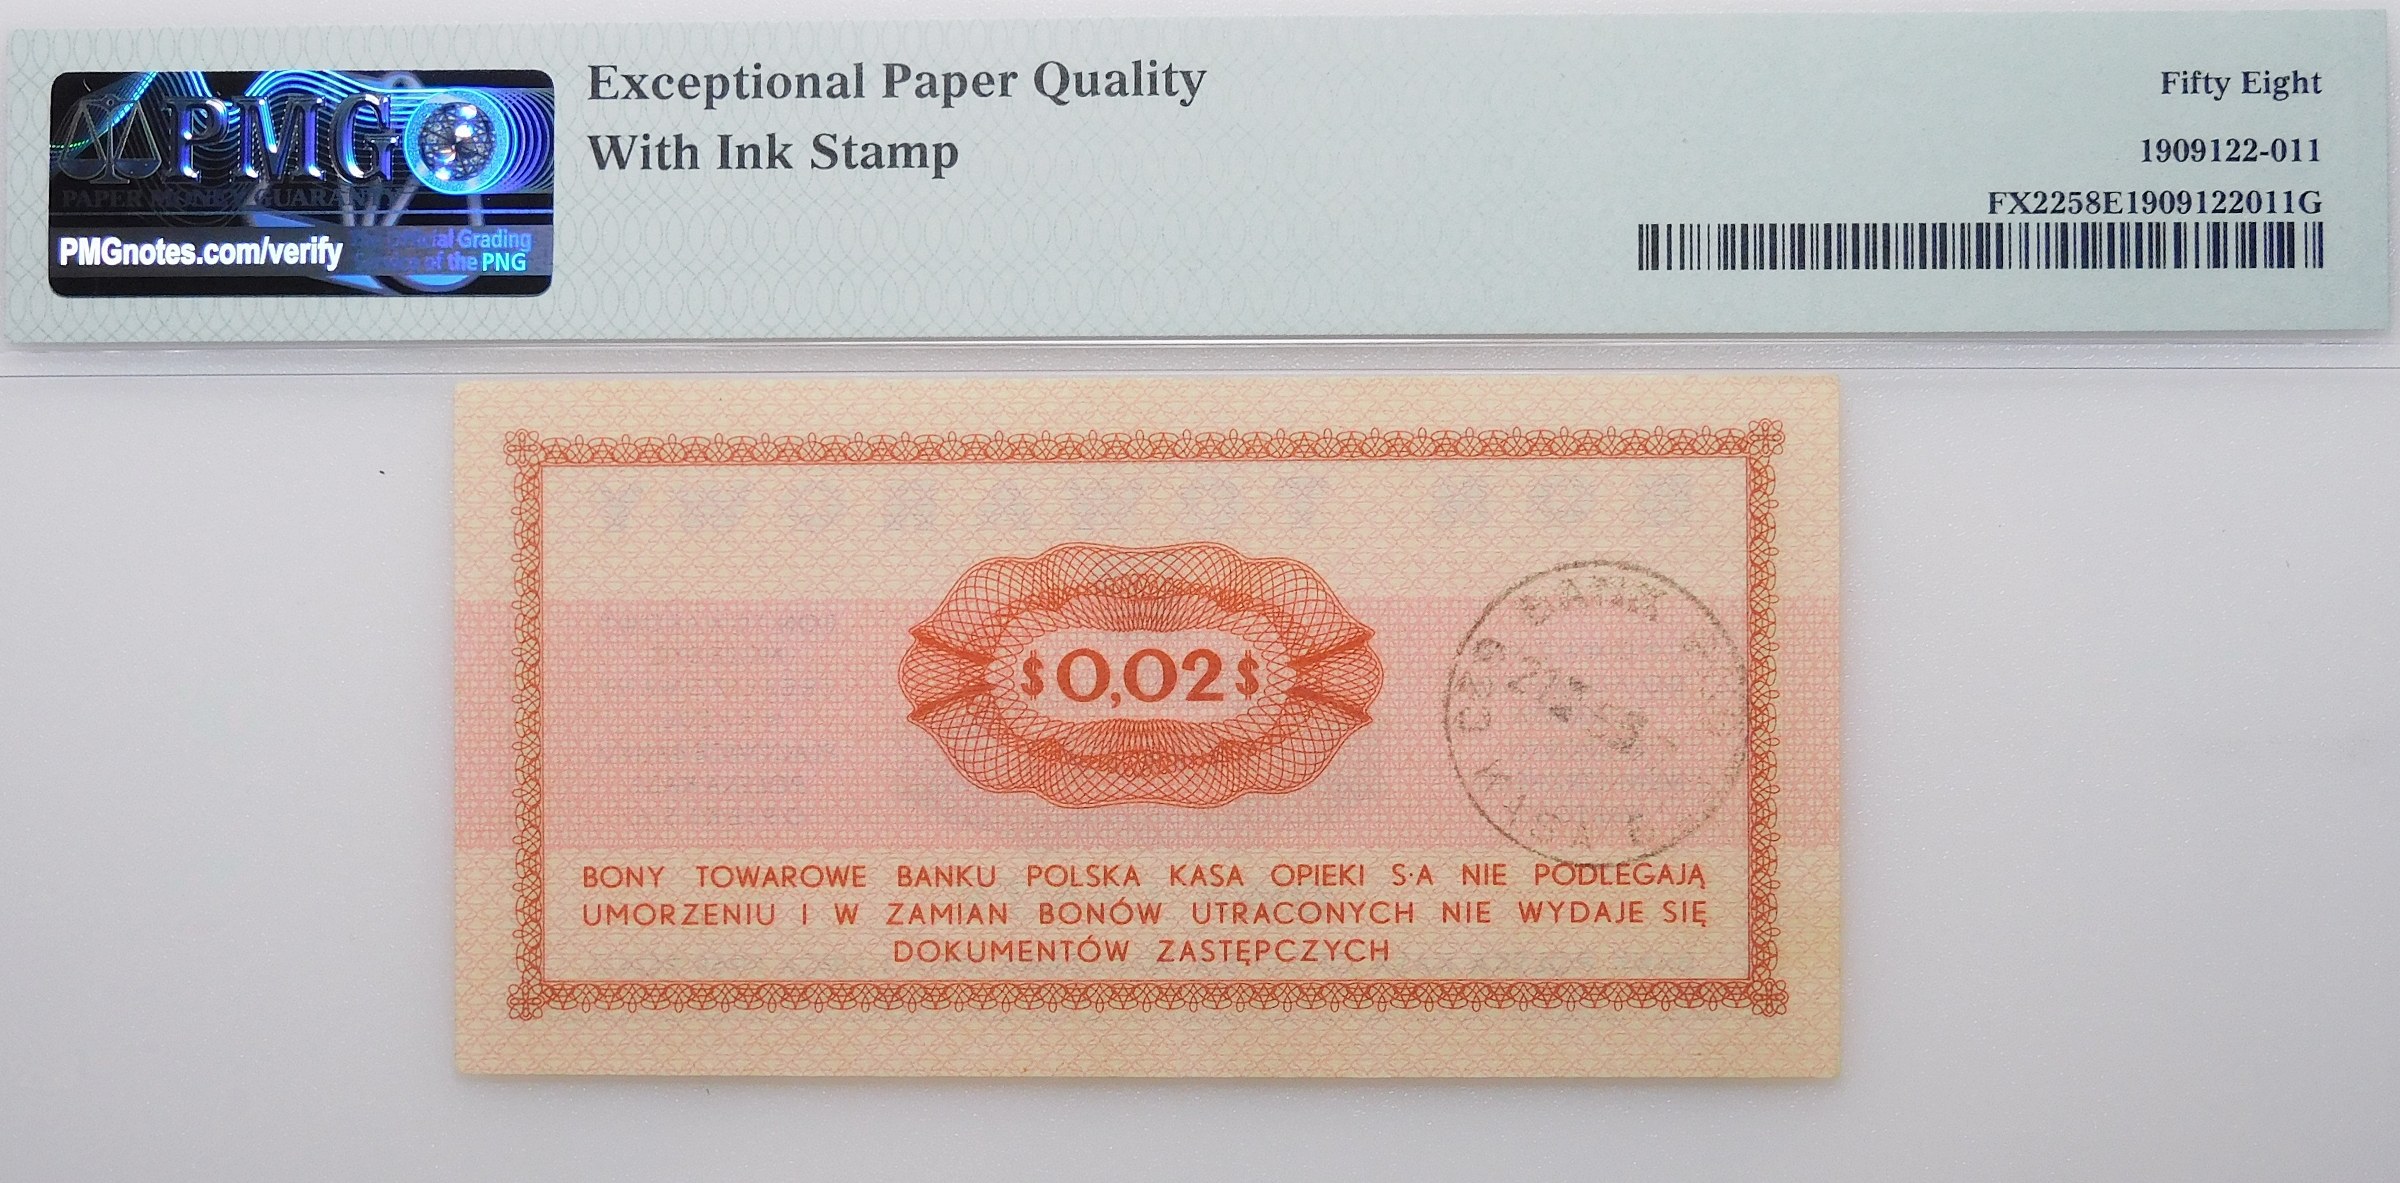 PMG
PAPER MONEY GUARANTY
PMGnotes.com/verify
Official Grading
of the PNG
Exceptional Paper Quality
With Ink Stamp
Fifty Eight
1909122-011
FX2258E1909122011G
$0,02$
BANK
KASA
BONY TOWAROWE BANKU POLSKA KASA OPIEKI S·A NIE PODLEGAJĄ
UMORZENIU I W ZAMIAN BONÓW UTRACONYCH NIE WYDAJE SIĘ
DOKUMENTÓW ZASTĘPCZYCH